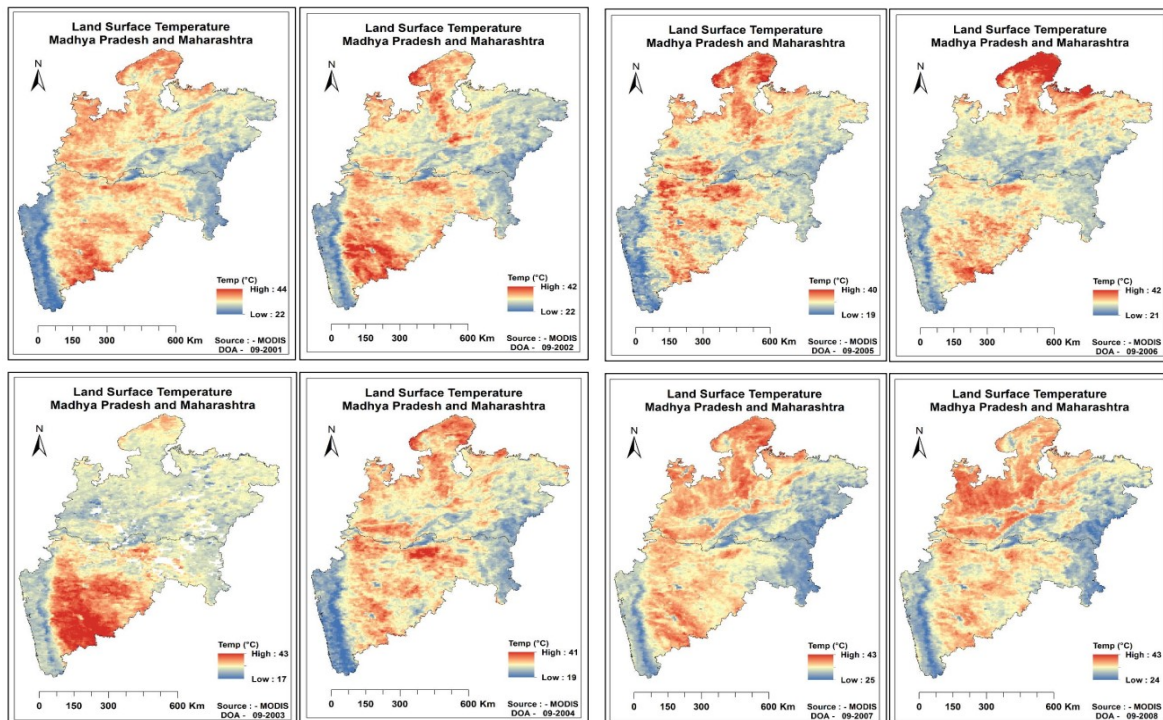 Land Surface Temperature
Madhya Pradesh and Maharashtra
N
Temp (°C)
High : 44
Low : 22
0 150 300 600 Km
Source : - MODIS
DOA - 09-2001
Land Surface Temperature
Madhya Pradesh and Maharashtra
N
Temp (°C)
High : 42
Low : 22
0 150 300 600 Km
Source : - MODIS
DOA - 09-2002
Land Surface Temperature
Madhya Pradesh and Maharashtra
N
Temp (°C)
High : 40
Low : 19
0 150 300 600 Km
Source : - MODIS
DOA - 09-2005
Land Surface Temperature
Madhya Pradesh and Maharashtra
N
Temp (°C)
High : 42
Low : 21
0 150 300 600 Km
Source : - MODIS
DOA - 09-2006
Land Surface Temperature
Madhya Pradesh and Maharashtra
N
Temp (°C)
High : 43
Low : 17
0 150 300 600 Km
Source : - MODIS
DOA - 09-2003
Land Surface Temperature
Madhya Pradesh and Maharashtra
N
Temp (°C)
High : 41
Low : 19
0 150 300 600 Km
Source : - MODIS
DOA - 09-2004
Land Surface Temperature
Madhya Pradesh and Maharashtra
N
Temp (°C)
High : 43
Low : 25
0 150 300 600 Km
Source : - MODIS
DOA - 09-2007
Land Surface Temperature
Madhya Pradesh and Maharashtra
N
Temp (°C)
High : 43
Low : 24
0 150 300 600 Km
Source : - MODIS
DOA - 09-2008